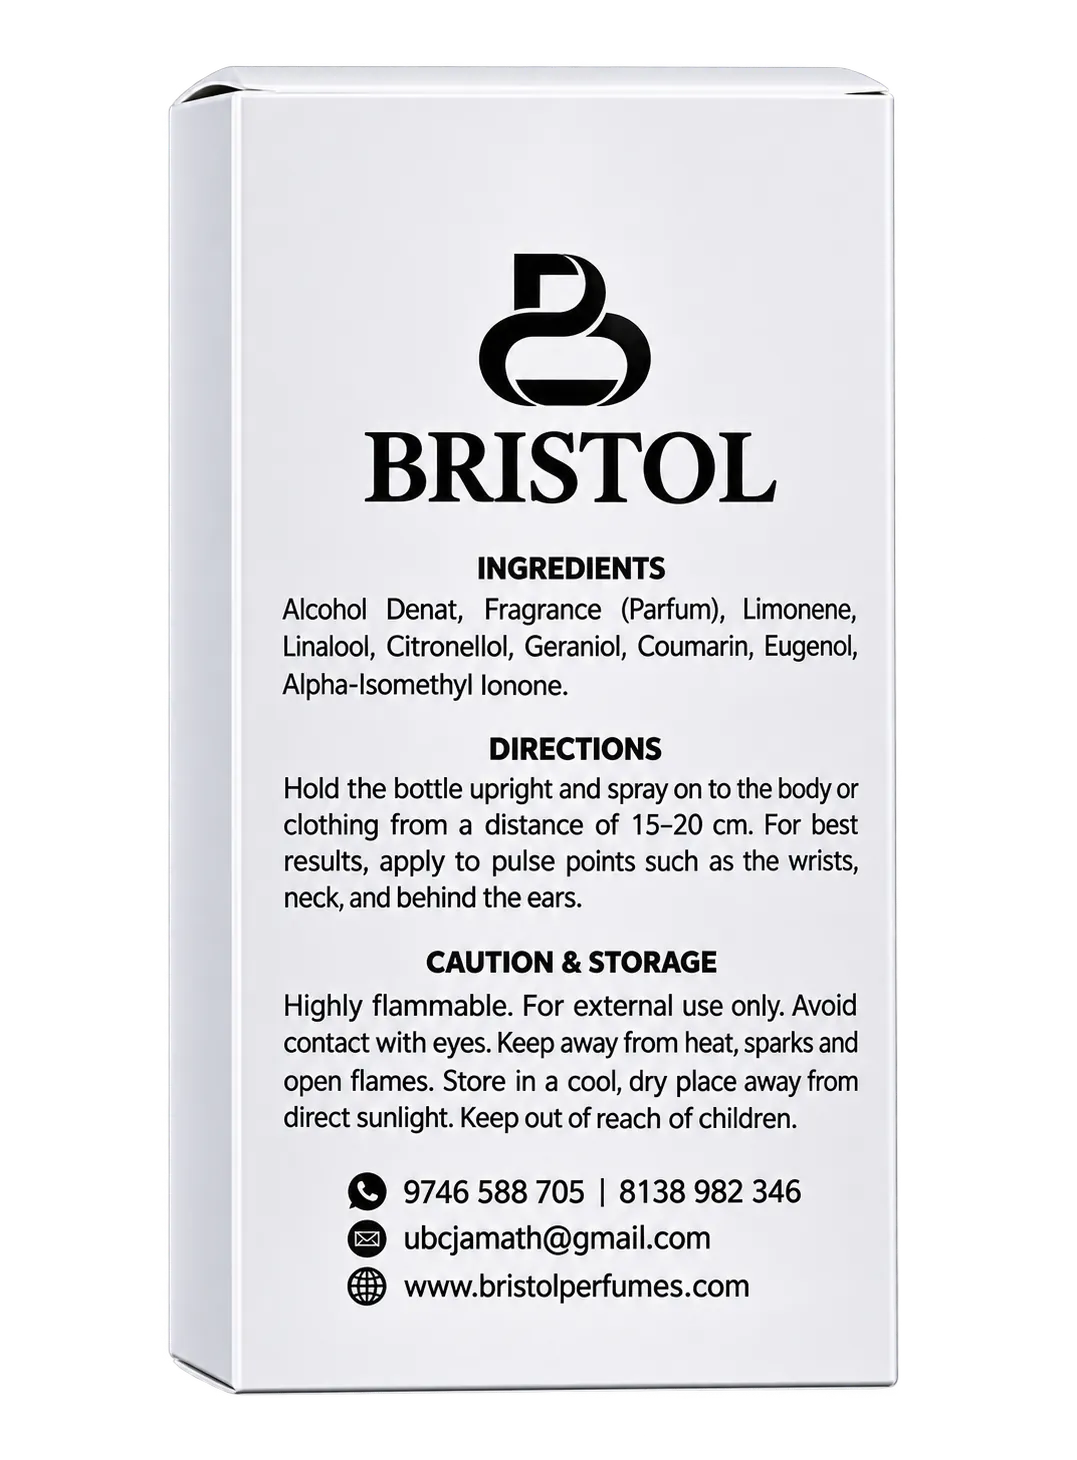 BRISTOL
INGREDIENTS
Alcohol Denat, Fragrance (Parfum), Limonene,
Linalool, Citronellol, Geraniol, Coumarin, Eugenol,
Alpha-Isomethyl Ionone.
DIRECTIONS
Hold the bottle upright and spray on to the body or
clothing from a distance of 15–20 cm. For best
results, apply to pulse points such as the wrists,
neck, and behind the ears.
CAUTION & STORAGE
Highly flammable. For external use only. Avoid
contact with eyes. Keep away from heat, sparks and
open flames. Store in a cool, dry place away from
direct sunlight. Keep out of reach of children.
9746 588 705 | 8138 982 346
ubcjamath@gmail.com
www.bristolperfumes.com